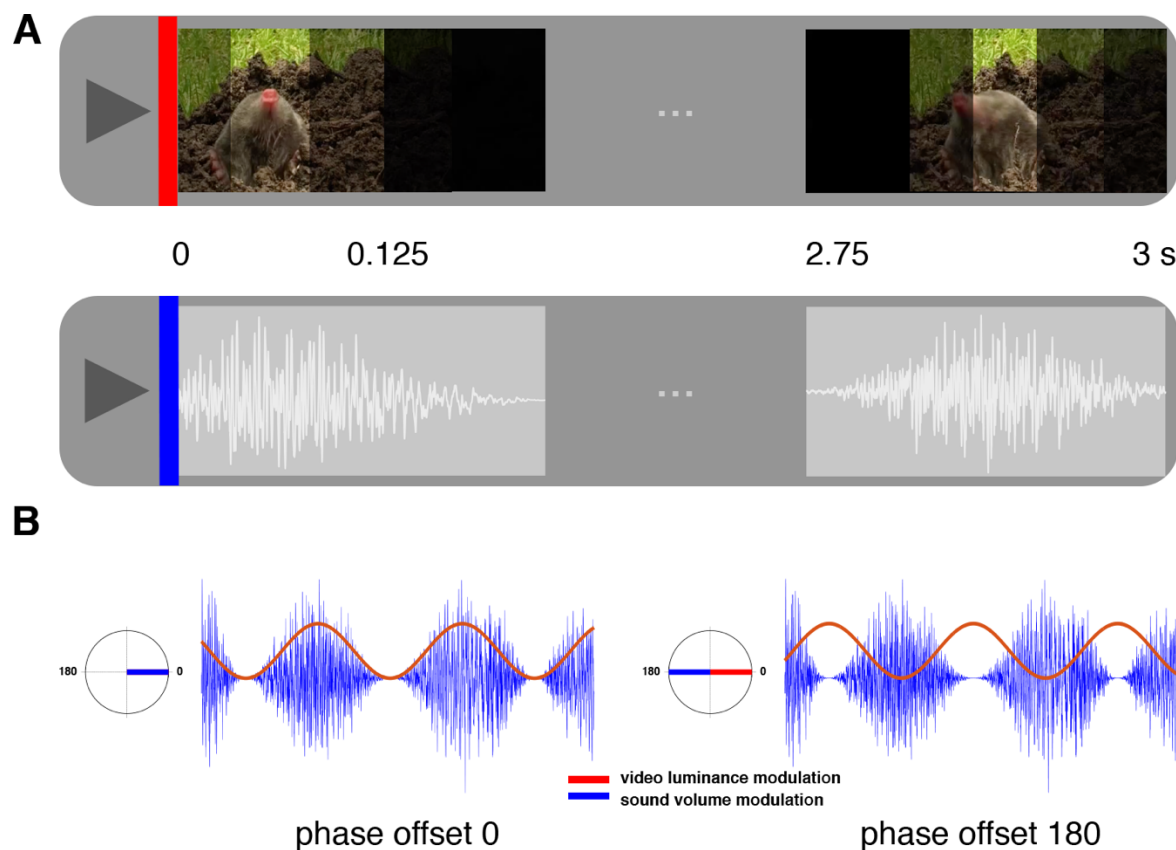 A
...
0 0.125 2.75 3 s
...
B
180 0 180 0
video luminance modulation
sound volume modulation
phase offset 0 phase offset 180